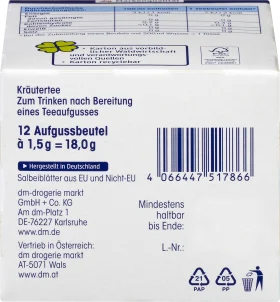 • Karton aus vorbild-
licher Waldwirtschaft
und verantwortungs-
vollen Quellen
• Karton recycelbar
FSC
Kräutertee
Zum Trinken nach Bereitung
eines Teeaufgusses
12 Aufgussbeutel
à 1,5 g = 18,0 g
Hergestellt in Deutschland
Salbeiblätter aus EU und Nicht-EU
dm-drogerie markt
GmbH + Co. KG
Am dm-Platz 1
DE-76227 Karlsruhe
www.dm.de
Vertrieb in Österreich:
dm drogerie markt
AT-5071 Wals
www.dm.at
4 066447 517866
Mindestens
haltbar
bis Ende:
L.-Nr.:
21
PAP
05
PP